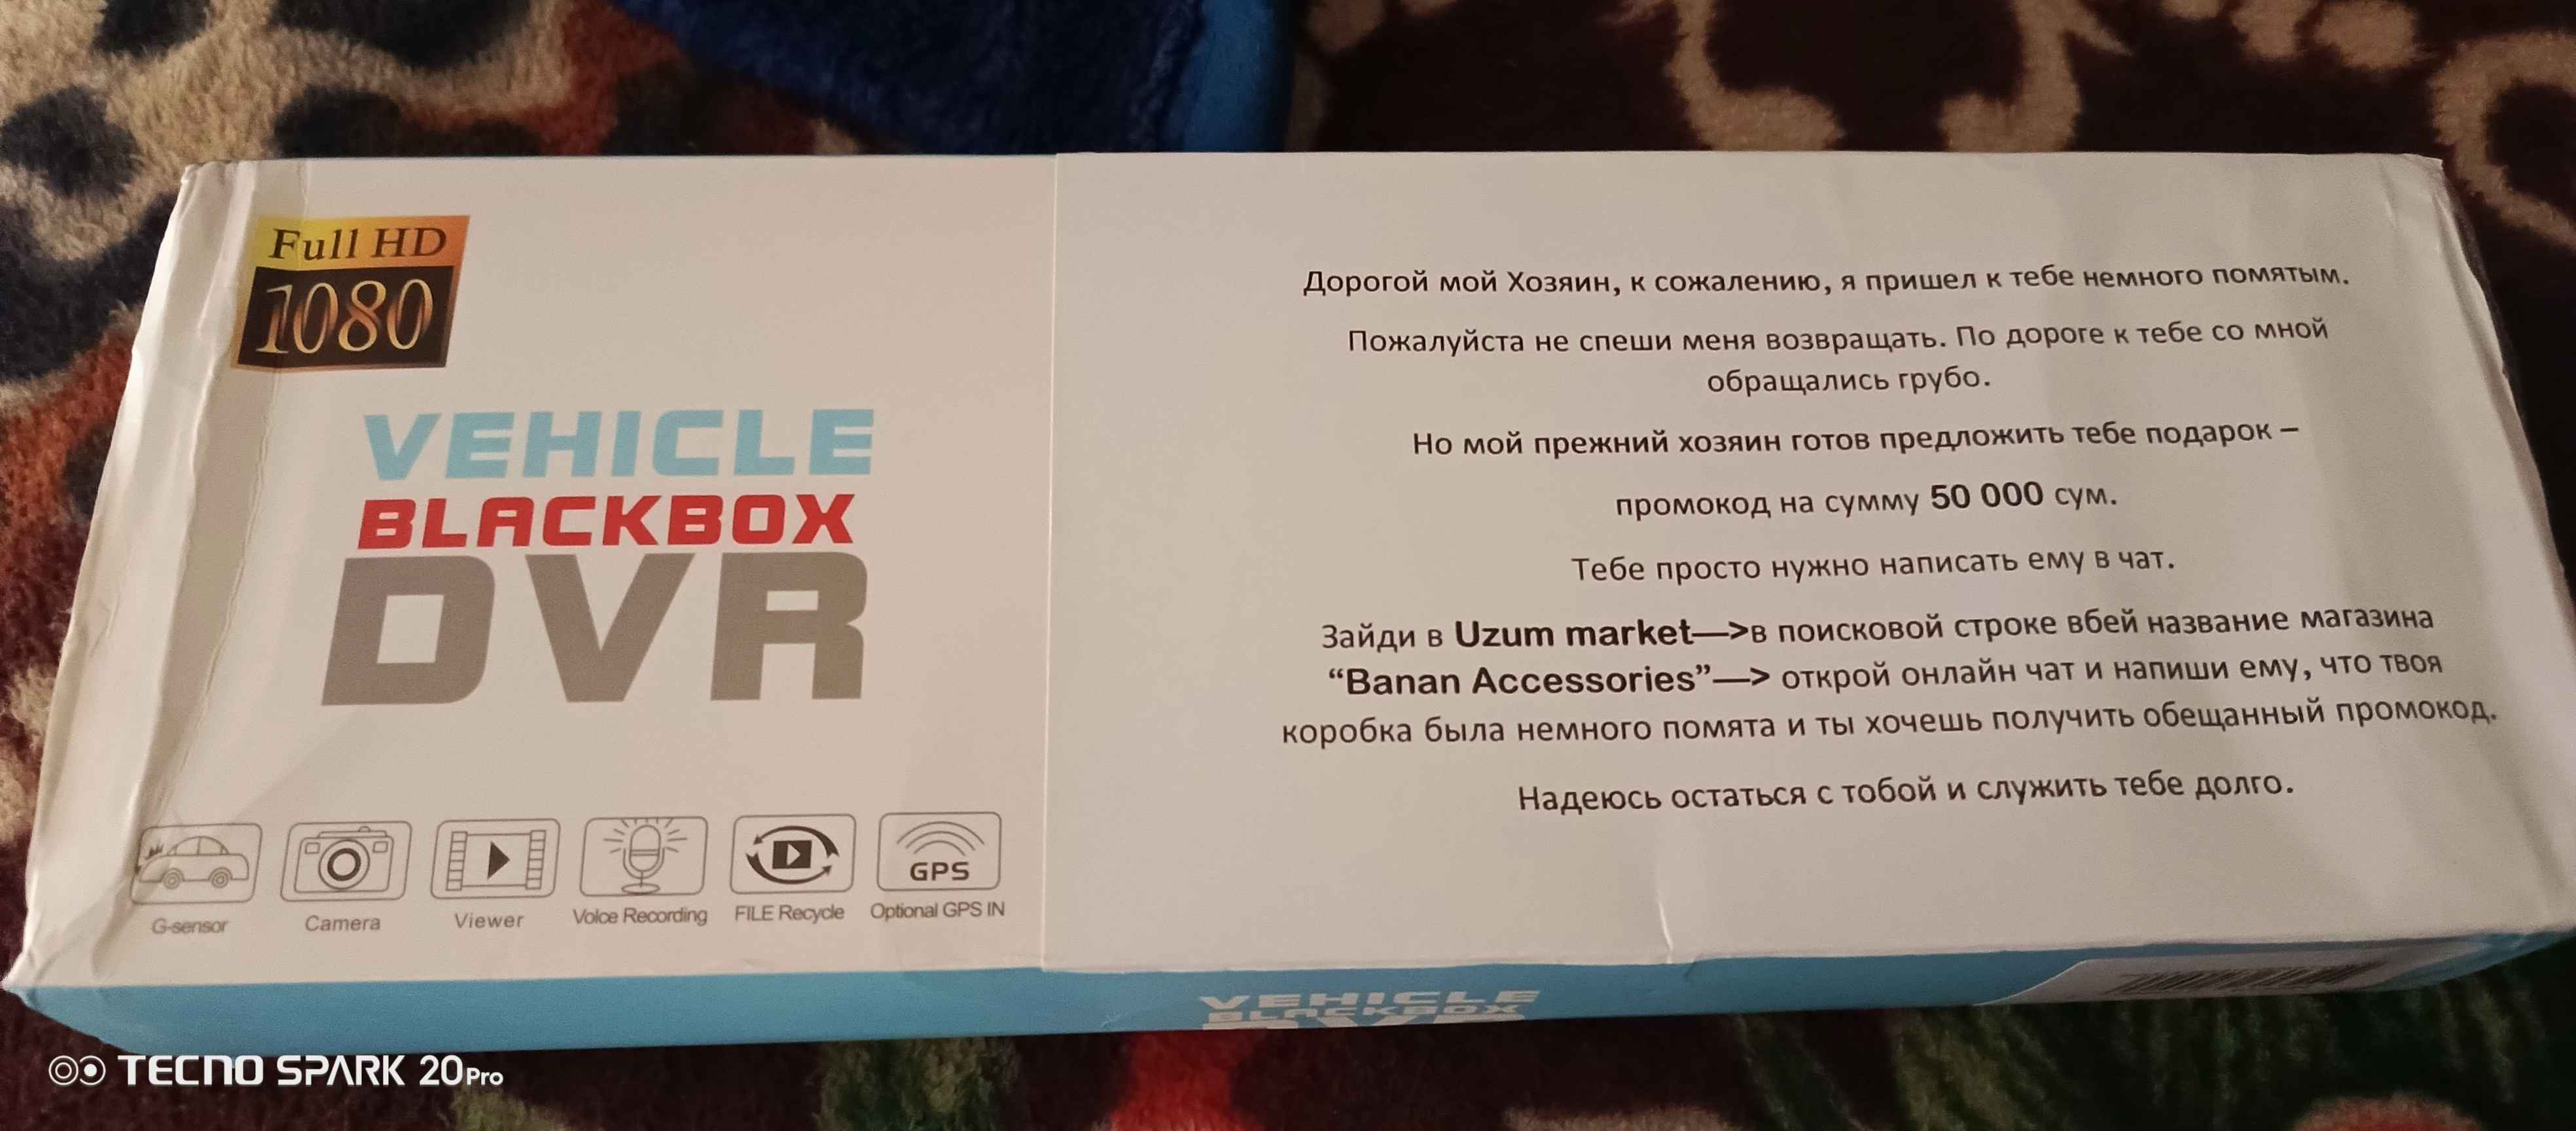 Full HD
1080
VEHICLE
BLACKBOX
DVR
G-sensor
Camera
Viewer
Voice Recording
FILE Recycle
GPS
Optional GPS IN
Дорогой мой Хозяин, к сожалению, я пришел к тебе немного помятым.
Пожалуйста не спеши меня возвращать. По дороге к тебе со мной
обращались грубо.
Но мой прежний хозяин готов предложить тебе подарок –
промокод на сумму 50 000 сум.
Тебе просто нужно написать ему в чат.
Зайди в Uzum market—>в поисковой строке вбей название магазина
“Banan Accessories”—> открой онлайн чат и напиши ему, что твоя
коробка была немного помята и ты хочешь получить обещанный промокод.
Надеюсь остаться с тобой и служить тебе долго.
VEHICLE
BLACKBOX
DVR
TECNO SPARK 20Pro